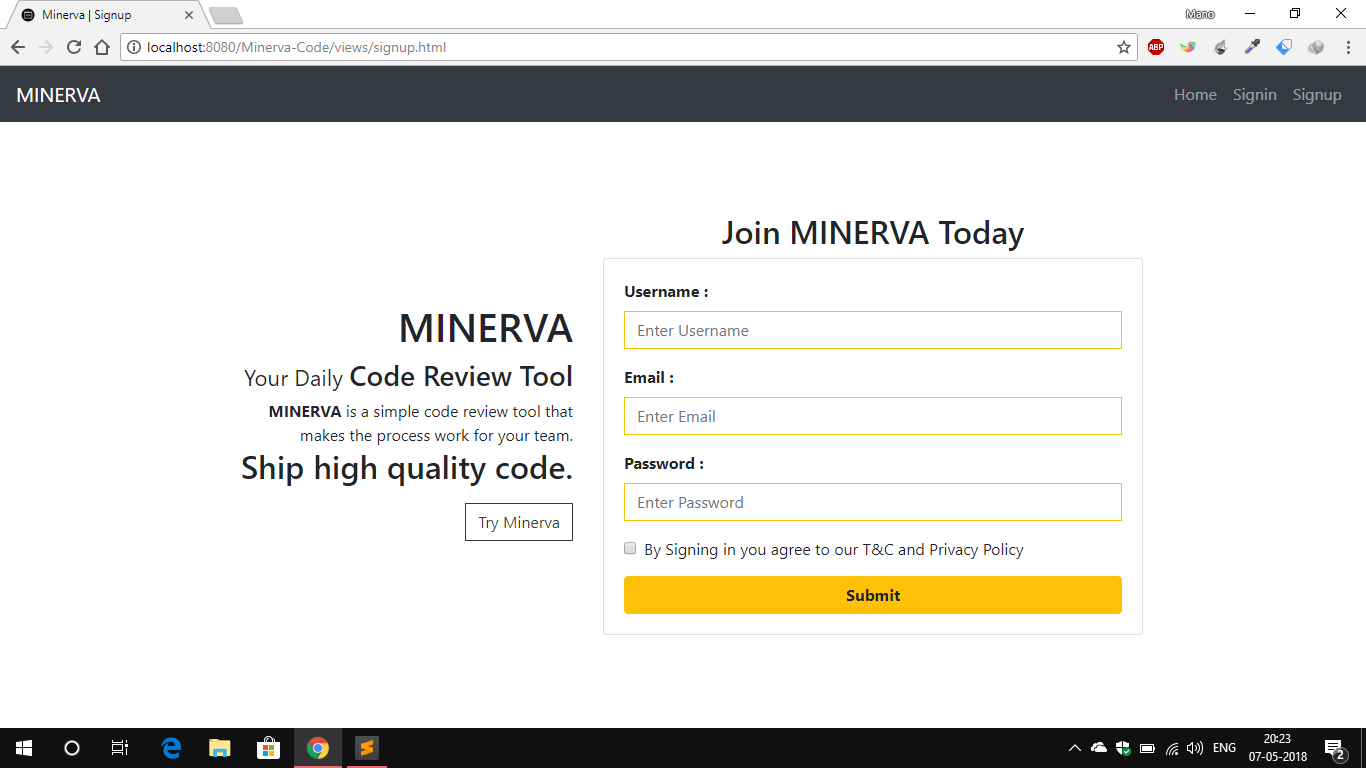 Minerva | Signup
Mano
localhost:8080/Minerva-Code/views/signup.html
ABP
MINERVA
Home Signin Signup
MINERVA
Your Daily Code Review Tool
MINERVA is a simple code review tool that
makes the process work for your team.
Ship high quality code.
Try Minerva
Join MINERVA Today
Username :
Enter Username
Email :
Enter Email
Password :
Enter Password
By Signing in you agree to our T&C and Privacy Policy
Submit
ENG
20:23
07-05-2018
2